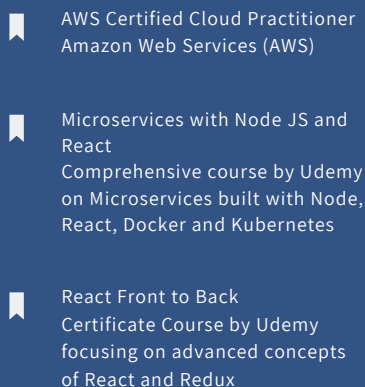 AWS Certified Cloud Practitioner
Amazon Web Services (AWS)
Microservices with Node JS and
React
Comprehensive course by Udemy
on Microservices built with Node,
React, Docker and Kubernetes
React Front to Back
Certificate Course by Udemy
focusing on advanced concepts
of React and Redux